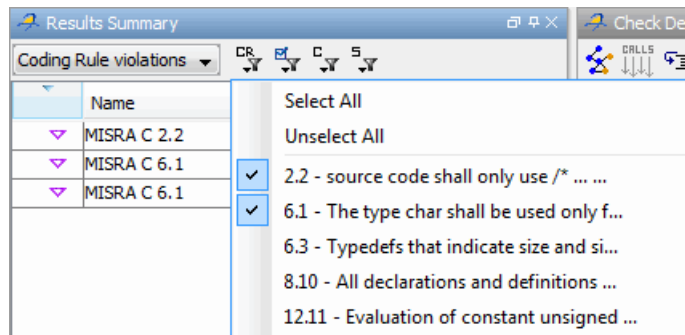 Results Summary
Check De
Coding Rule violations
CR
C
S
CALLS
Name
MISRA C 2.2
MISRA C 6.1
MISRA C 6.1
Select All
Unselect All
2.2 - source code shall only use /* ... ...
6.1 - The type char shall be used only f...
6.3 - Typedefs that indicate size and si...
8.10 - All declarations and definitions ...
12.11 - Evaluation of constant unsigned ...